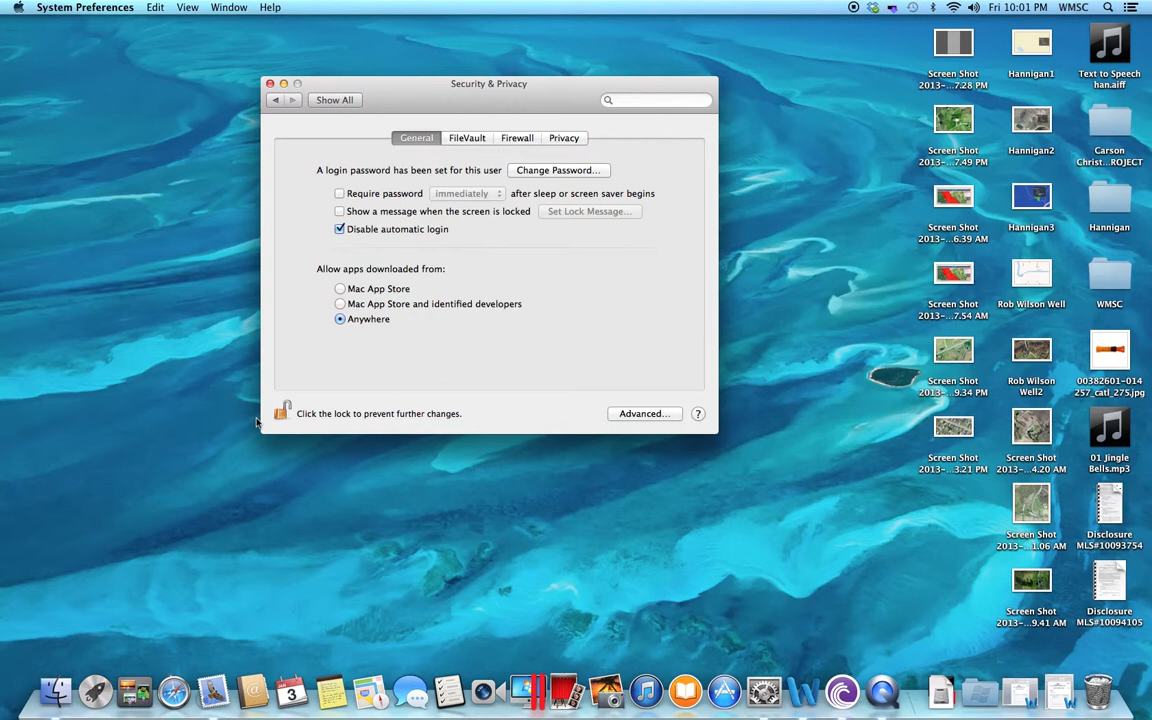 System Preferences Edit View Window Help
Fri 10:01 PM WMSC
Security & Privacy
Show All
General FileVault Firewall Privacy
A login password has been set for this user Change Password...
Require password immediately after sleep or screen saver begins
Show a message when the screen is locked Set Lock Message...
Disable automatic login
Allow apps downloaded from:
Mac App Store
Mac App Store and identified developers
Anywhere
Click the lock to prevent further changes.
Advanced... ?
Screen Shot
2013-...7.28 PM
Hannigan1
Text to Speech
han.aiff
Screen Shot
2013-...7.49 PM
Hannigan2
Carson
Christ...ROJECT
Screen Shot
2013-...6.39 AM
Hannigan3
Hannigan
Screen Shot
2013-...7.54 AM
Rob Wilson Well
WMSC
Screen Shot
2013-...9.34 PM
Rob Wilson
Well2
00382601-014
257_catl_275.jpg
Screen Shot
2013-...3.21 PM
Screen Shot
2013-...4.20 AM
01 Jingle
Bells.mp3
Screen Shot
2013-...1.06 AM
Disclosure
MLS#10093754
Screen Shot
2013-...9.41 AM
Disclosure
MLS#10094105
3